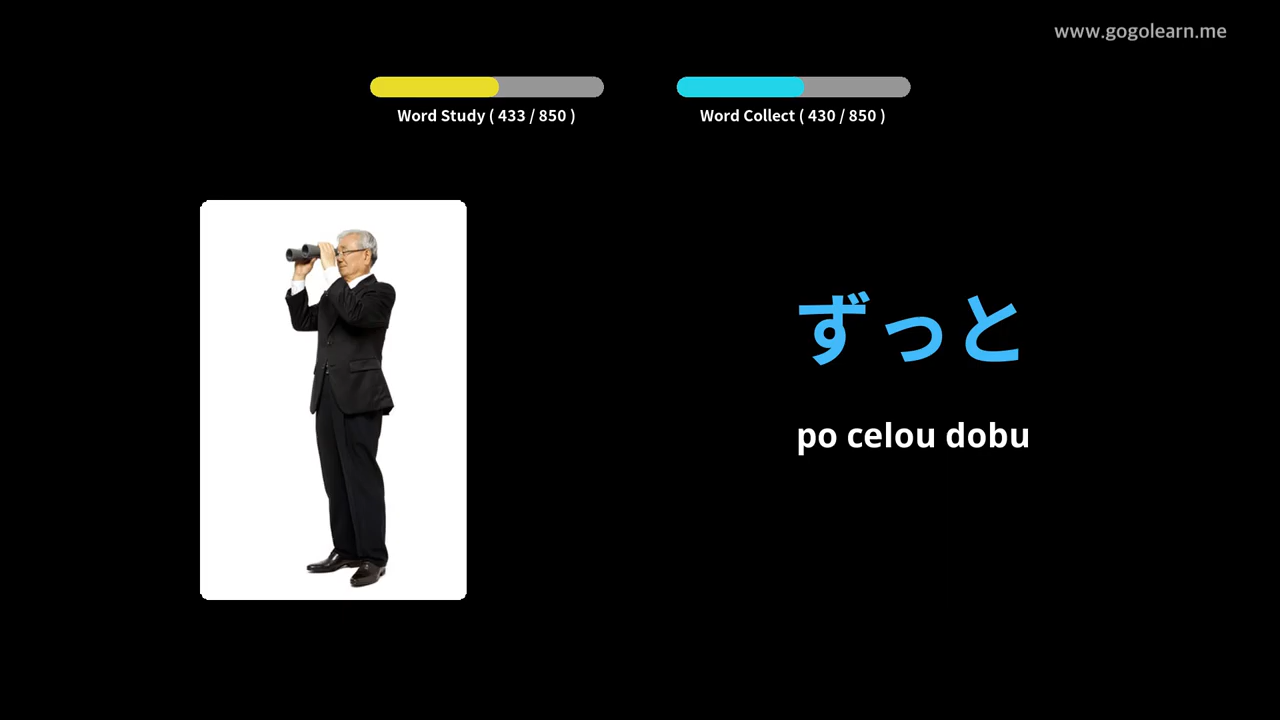 www.gogolearn.me
Word Study ( 433 / 850 )
Word Collect ( 430 / 850 )
ずっと
po celou dobu